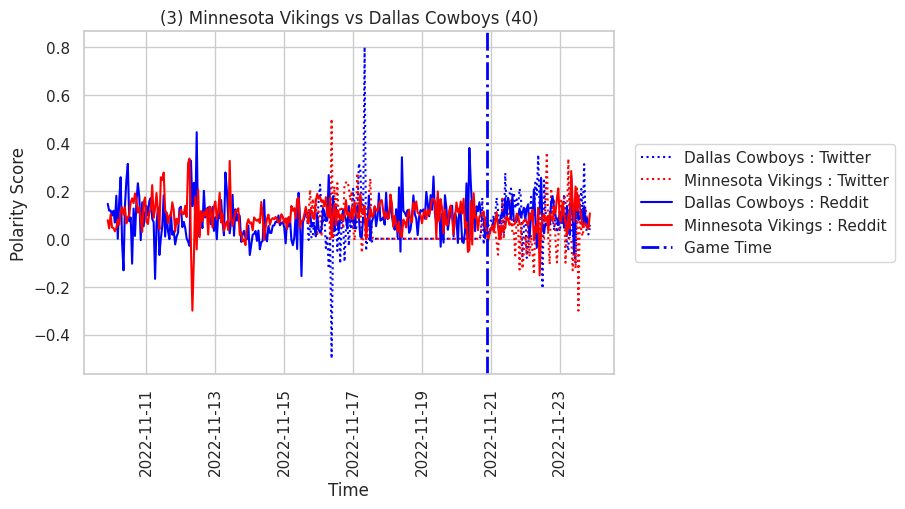 (3) Minnesota Vikings vs Dallas Cowboys (40)
Polarity Score
0.8
0.6
0.4
0.2
0.0
−0.2
−0.4
2022-11-11
2022-11-13
2022-11-15
2022-11-17
2022-11-19
2022-11-21
2022-11-23
Time
Dallas Cowboys : Twitter
Minnesota Vikings : Twitter
Dallas Cowboys : Reddit
Minnesota Vikings : Reddit
Game Time